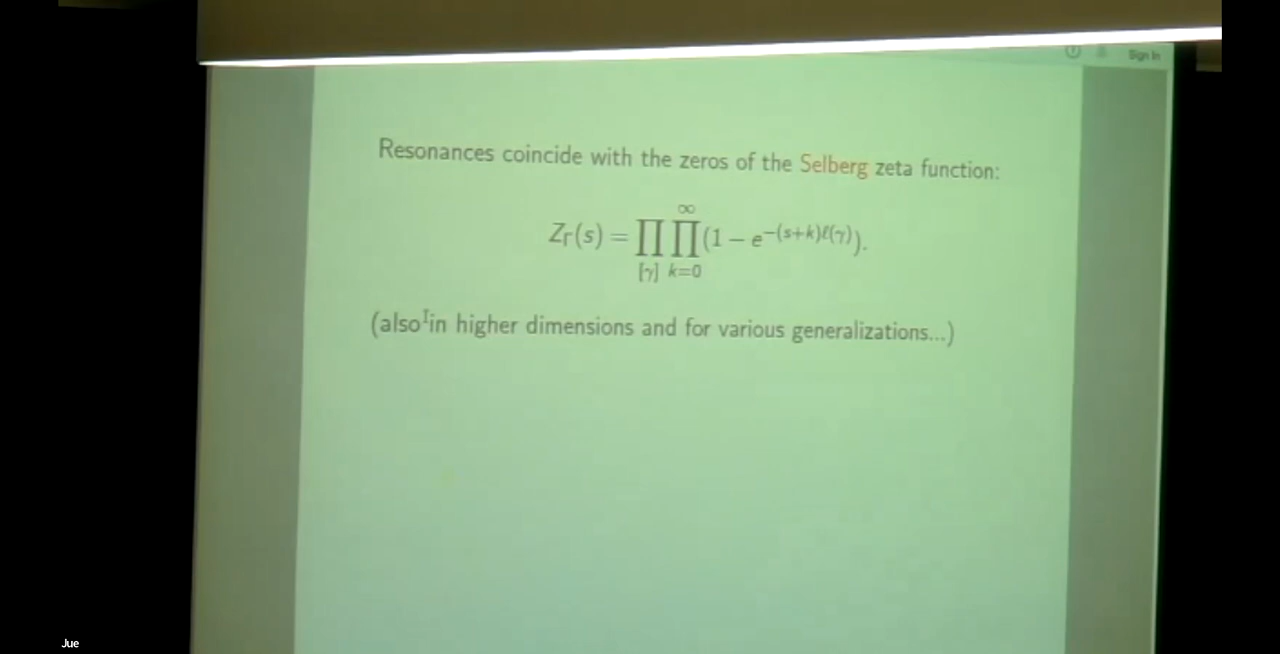 Sign In
Resonances coincide with the zeros of the Selberg zeta function:
Z_Γ(s) = ∏_{[γ]} ∏_{k=0}^{∞} (1 − e^{−(s+k)ℓ(γ)}).
(also in higher dimensions and for various generalizations...)
Jue